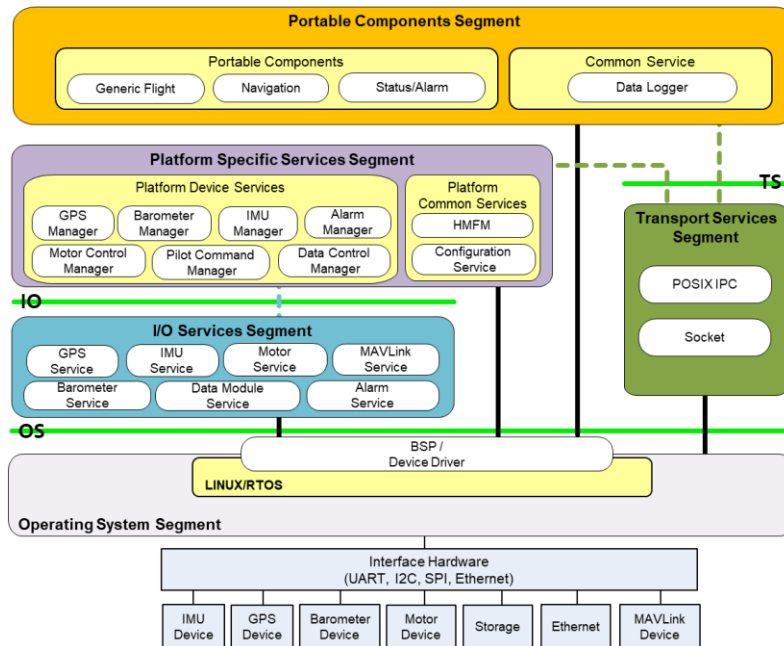 Portable Components Segment
Portable Components
Generic Flight
Navigation
Status/Alarm
Common Service
Data Logger
Platform Specific Services Segment
Platform Device Services
GPS
Manager
Barometer
Manager
IMU
Manager
Alarm
Manager
Motor Control
Manager
Pilot Command
Manager
Data Control
Manager
Platform
Common Services
HMFM
Configuration
Service
TS
Transport Services
Segment
POSIX IPC
Socket
IO
I/O Services Segment
GPS
Service
IMU
Service
Motor
Service
MAVLink
Service
Barometer
Service
Data Module
Service
Alarm
Service
OS
BSP /
Device Driver
LINUX/RTOS
Operating System Segment
Interface Hardware
(UART, I2C, SPI, Ethernet)
IMU
Device
GPS
Device
Barometer
Device
Motor
Device
Storage
Ethernet
MAVLink
Device